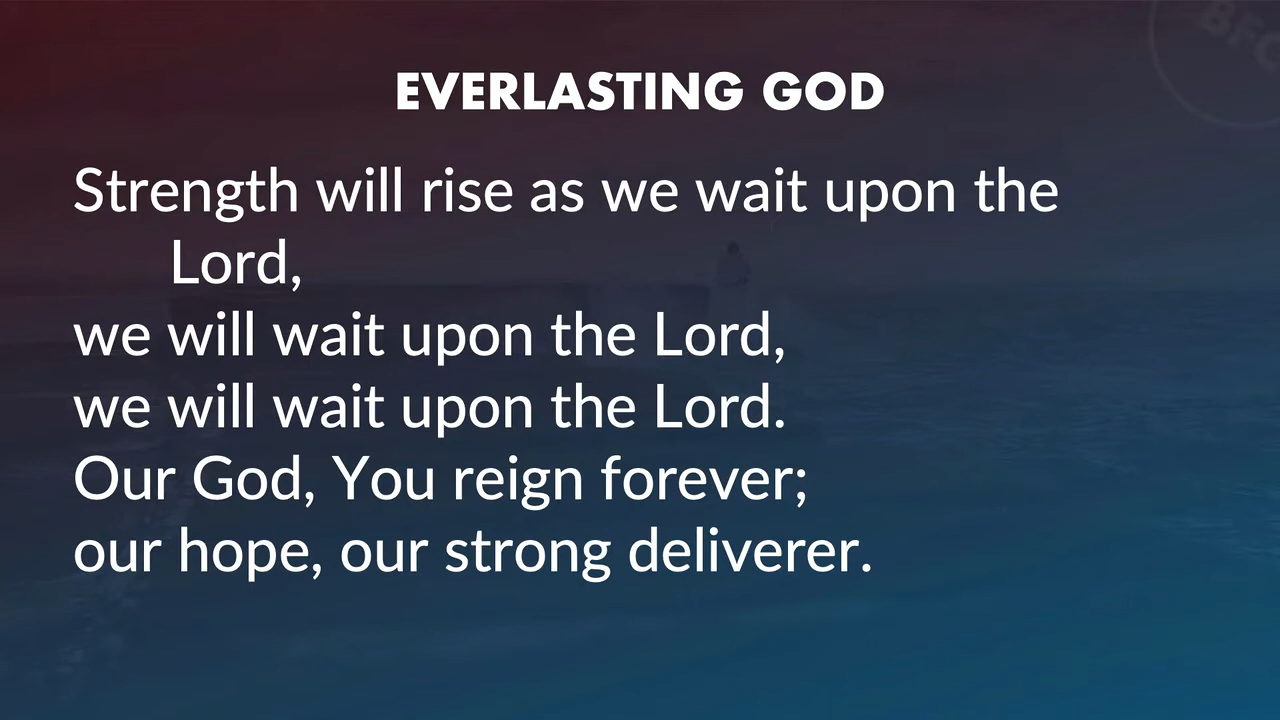 EVERLASTING GOD
Strength will rise as we wait upon the
Lord,
we will wait upon the Lord,
we will wait upon the Lord.
Our God, You reign forever;
our hope, our strong deliverer.